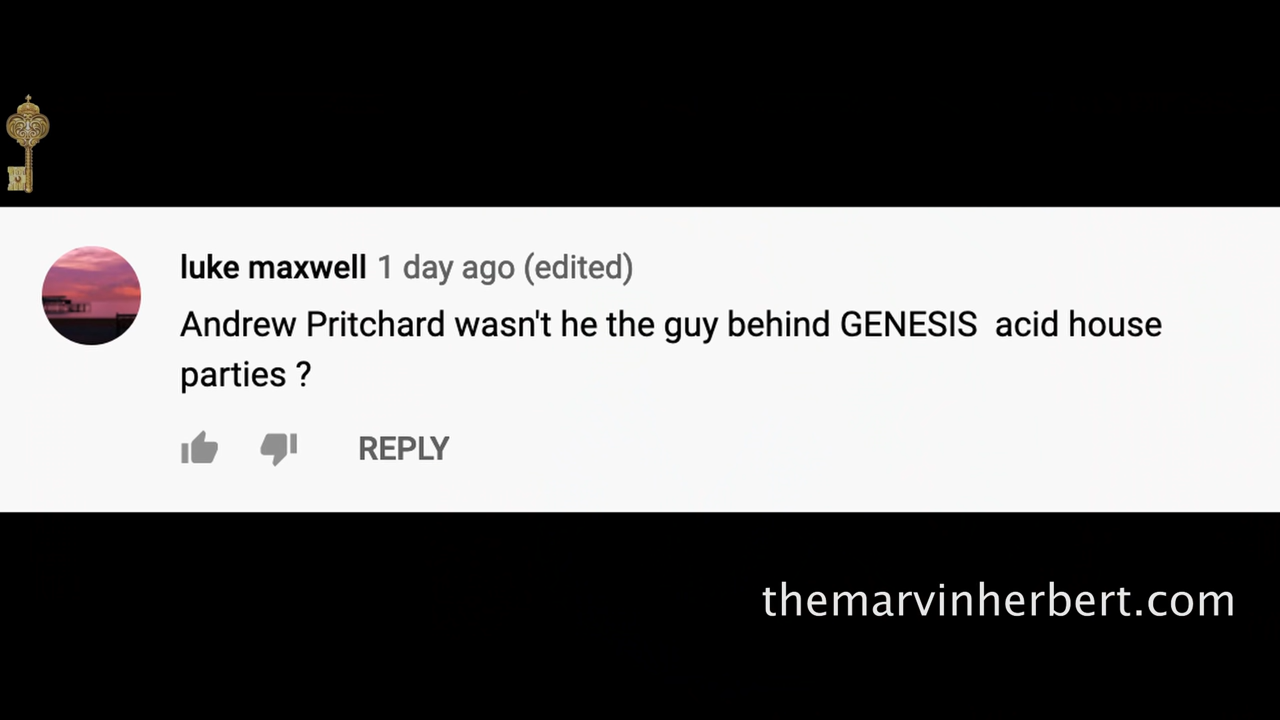 luke maxwell 1 day ago (edited)
Andrew Pritchard wasn't he the guy behind GENESIS  acid house
parties ?
REPLY
themarvinherbert.com